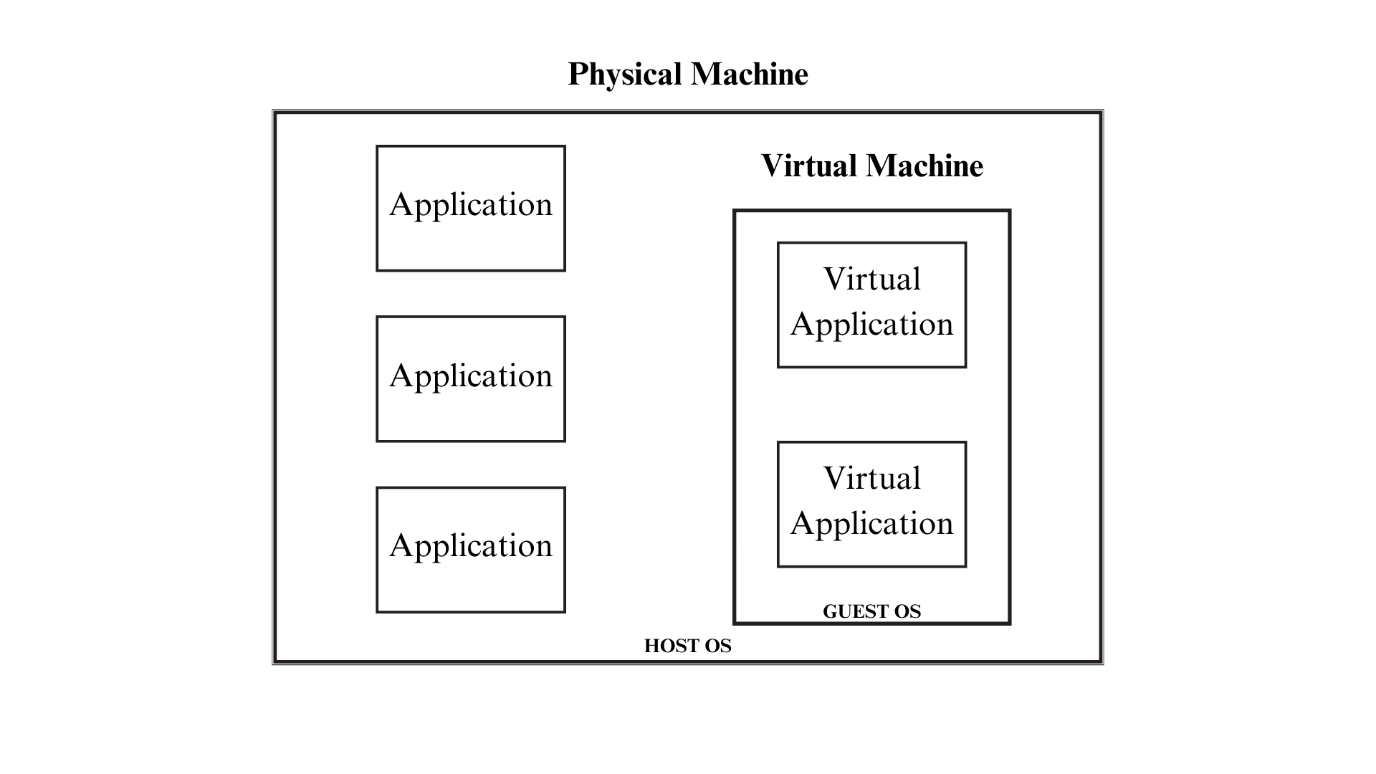 Physical Machine
Application
Application
Application
Virtual Machine
Virtual
Application
Virtual
Application
GUEST OS
HOST OS